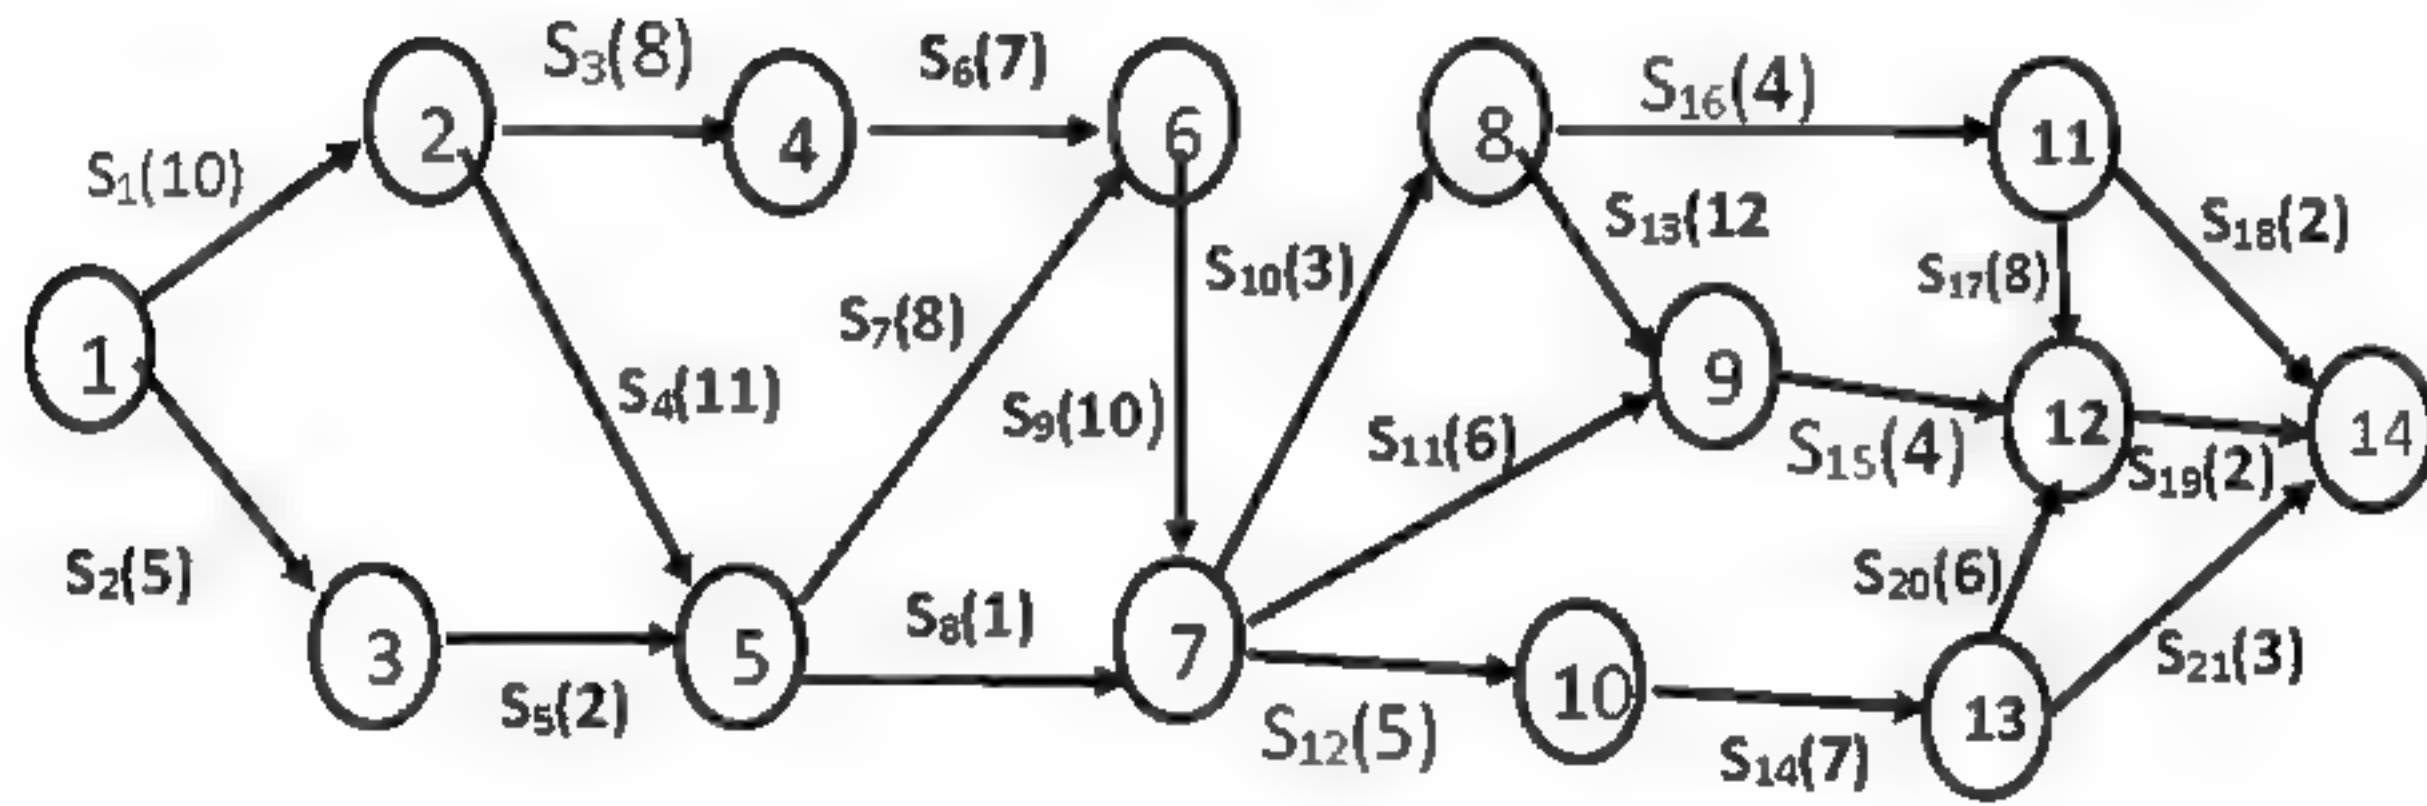 S3(8)
S6(7)
S16(4)
2
4
6
8
11
S1(10)
S13(12
S18(2)
S10(3)
S17(8)
S7(8)
1
S4(11)
S9(10)
S11(6)
9
12
14
S15(4)
S19(2)
S2(5)
S8(1)
S20(6)
3
5
7
10
13
S21(3)
S5(2)
S12(5)
S14(7)